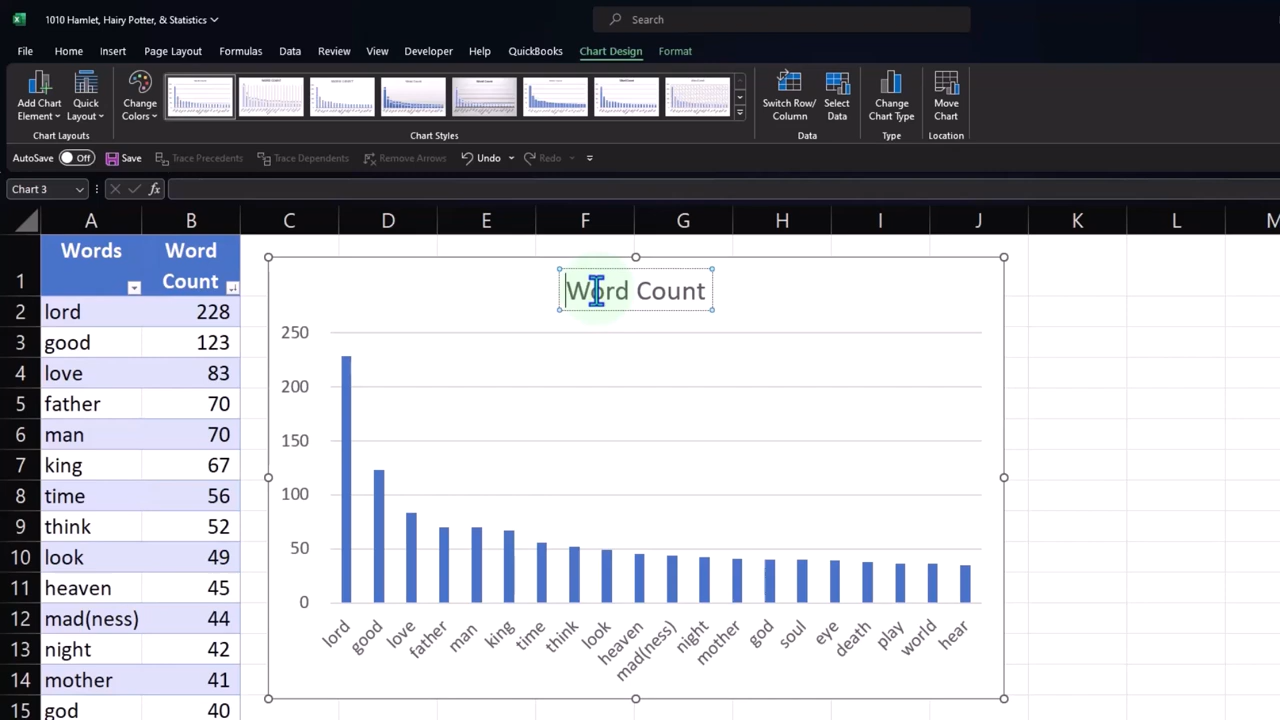 1010 Hamlet, Hairy Potter, & Statistics
Search
File Home Insert Page Layout Formulas Data Review View Developer Help QuickBooks Chart Design Format
Add Chart Element
Quick Layout
Change Colors
Switch Row/ Column
Select Data
Change Chart Type
Move Chart
Chart Layouts Chart Styles Data Type Location
AutoSave Off Save Trace Precedents Trace Dependents Remove Arrows Undo Redo
Chart 3 fx
A B C D E F G H I J K L M
1 Words Word Count
2 lord 228
3 good 123
4 love 83
5 father 70
6 man 70
7 king 67
8 time 56
9 think 52
10 look 49
11 heaven 45
12 mad(ness) 44
13 night 42
14 mother 41
15 god 40
Word Count
250
200
150
100
50
0
lord good love father man king time think look heaven mad(ness) night mother god soul eye death play world hear